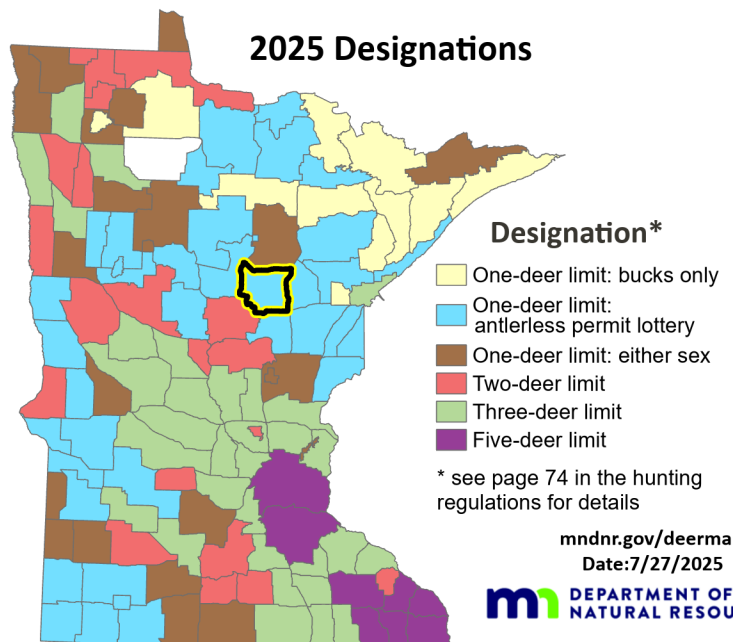 2025 Designations
Designation*
One-deer limit: bucks only
One-deer limit:
antlerless permit lottery
One-deer limit: either sex
Two-deer limit
Three-deer limit
Five-deer limit
* see page 74 in the hunting
regulations for details
mndnr.gov/deerma
Date:7/27/2025
mn DEPARTMENT OF
NATURAL RESOU